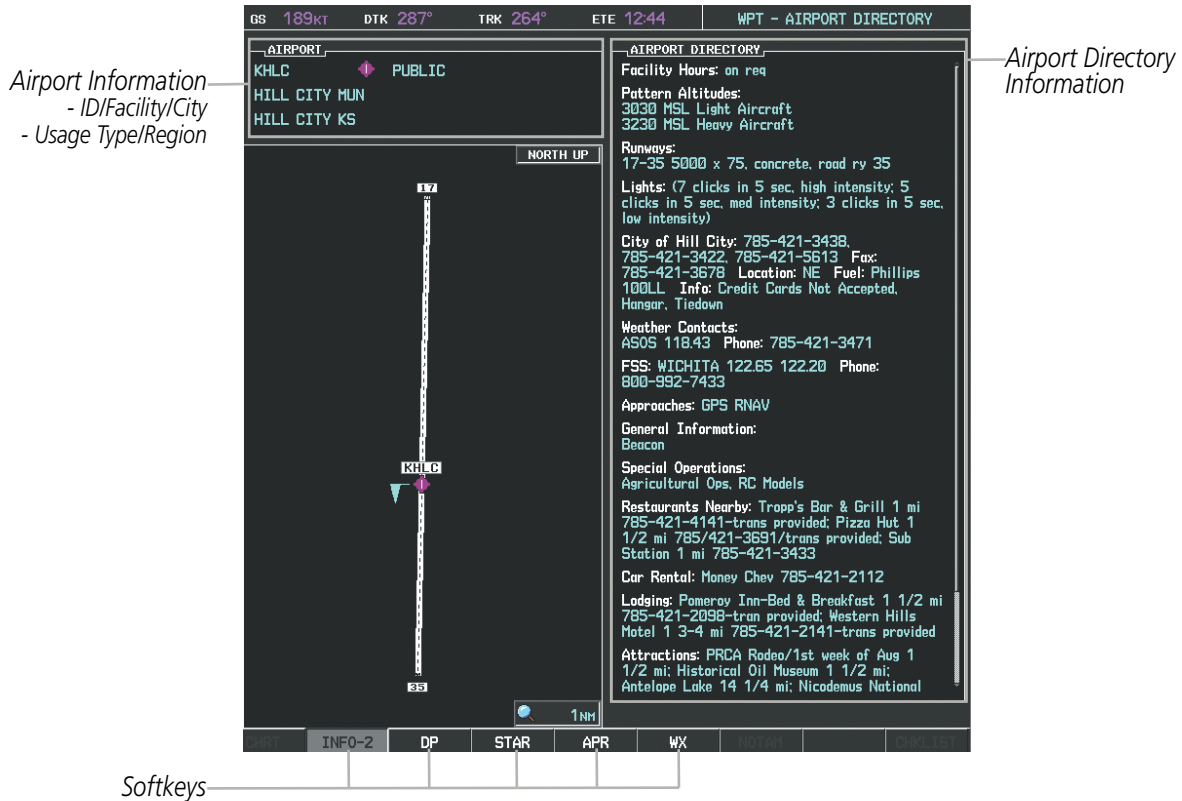 GS 189KT DTK 287° TRK 264° ETE 12:44 WPT - AIRPORT DIRECTORY
AIRPORT
KHLC PUBLIC
HILL CITY MUN
HILL CITY KS
Airport Information
- ID/Facility/City
- Usage Type/Region
NORTH UP
17
KHLC
35
1NM
AIRPORT DIRECTORY
Facility Hours: on req
Pattern Altitudes:
3030 MSL Light Aircraft
3230 MSL Heavy Aircraft
Runways:
17-35 5000 x 75, concrete, road ry 35
Lights: (7 clicks in 5 sec, high intensity; 5
clicks in 5 sec, med intensity; 3 clicks in 5 sec,
low intensity)
City of Hill City: 785-421-3438,
785-421-3422, 785-421-5613 Fax:
785-421-3678 Location: NE Fuel: Phillips
100LL Info: Credit Cards Not Accepted,
Hangar, Tiedown
Weather Contacts:
ASOS 118.43 Phone: 785-421-3471
FSS: WICHITA 122.65 122.20 Phone:
800-992-7433
Approaches: GPS RNAV
General Information:
Beacon
Special Operations:
Agricultural Ops, RC Models
Restaurants Nearby: Tropp's Bar & Grill 1 mi
785-421-4141-trans provided; Pizza Hut 1
1/2 mi 785/421-3691/trans provided; Sub
Station 1 mi 785-421-3433
Car Rental: Money Chev 785-421-2112
Lodging: Pomeroy Inn-Bed & Breakfast 1 1/2 mi
785-421-2098-tran provided; Western Hills
Motel 1 3-4 mi 785-421-2141-trans provided
Attractions: PRCA Rodeo/1st week of Aug 1
1/2 mi; Historical Oil Museum 1 1/2 mi;
Antelope Lake 14 1/4 mi; Nicodemus National
Airport Directory
Information
CHRT INFO-2 DP STAR APR WX NOTAM CHKLIST
Softkeys